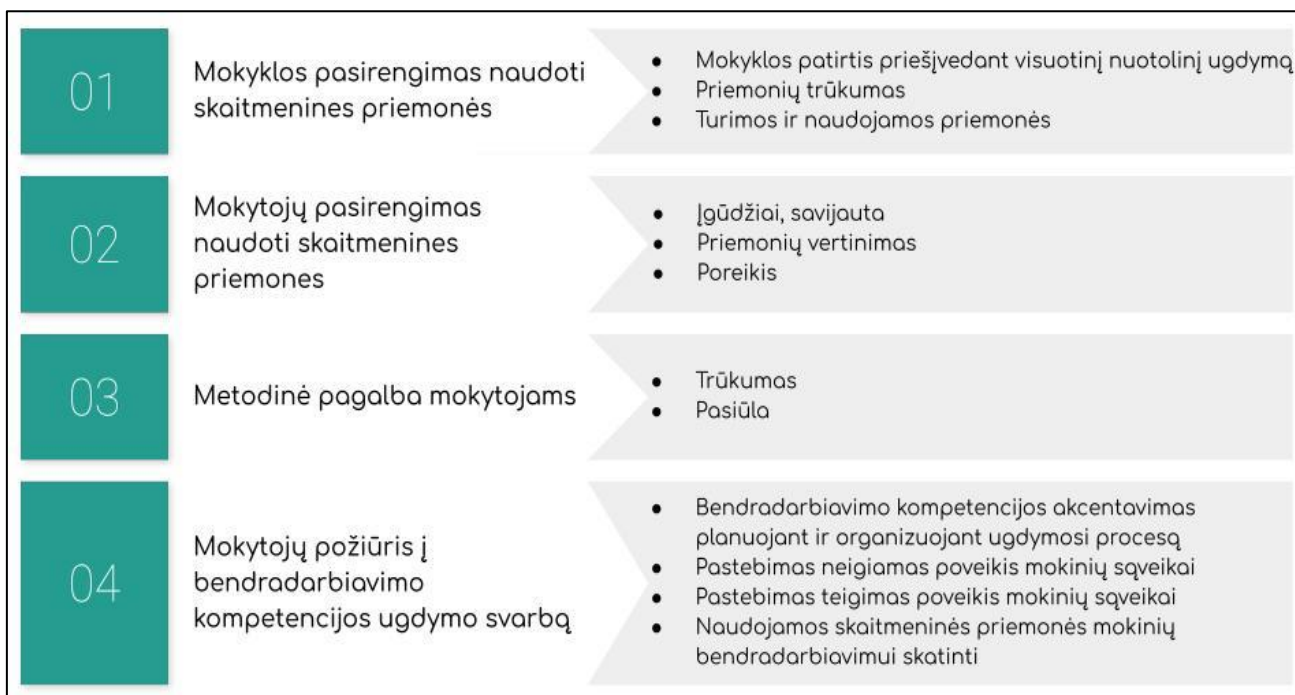 01
Mokyklos pasirengimas naudoti
skaitmenines priemonės
● Mokyklos patirtis priešįvedant visuotinį nuotolinį ugdymą
● Priemonių trūkumas
● Turimos ir naudojamos priemonės
02
Mokytojų pasirengimas
naudoti skaitmenines
priemones
● Įgūdžiai, savijauta
● Priemonių vertinimas
● Poreikis
03
Metodinė pagalba mokytojams
● Trūkumas
● Pasiūla
04
Mokytojų požiūris į
bendradarbiavimo
kompetencijos ugdymo svarbą
● Bendradarbiavimo kompetencijos akcentavimas
planuojant ir organizuojant ugdymosi procesą
● Pastebimas neigiamas poveikis mokinių sąveikai
● Pastebimas teigimas poveikis mokinių sąveikai
● Naudojamos skaitmeninės priemonės mokinių
bendradarbiavimui skatinti